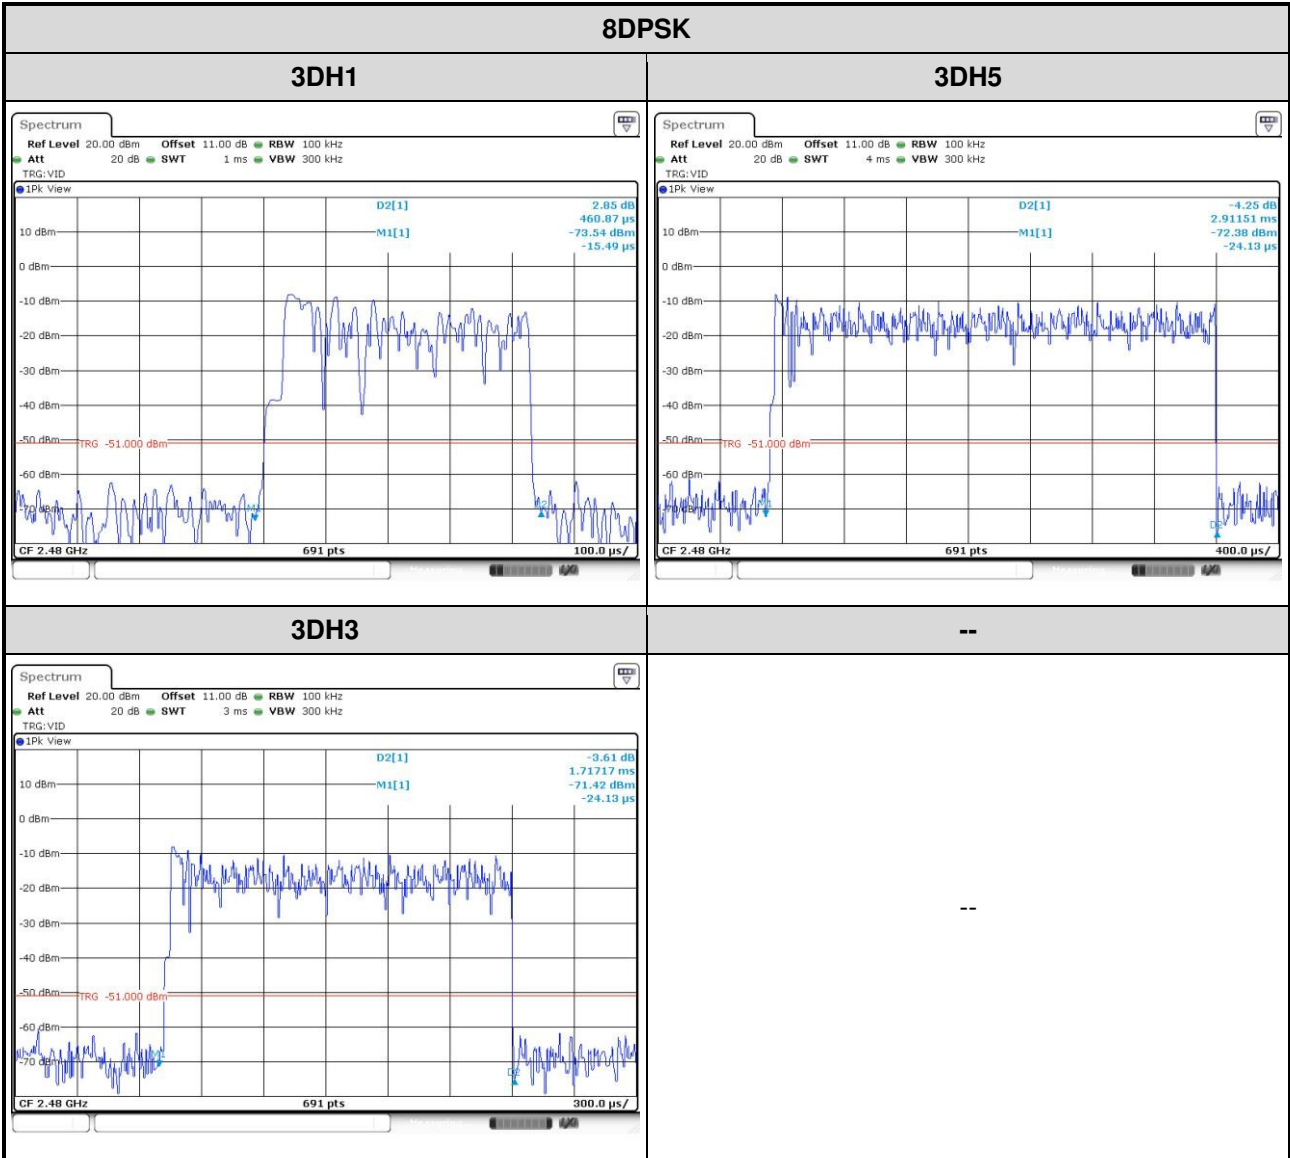 8DPSK
3DH1
3DH5
Spectrum
Ref Level 20.00 dBm Offset 11.00 dB RBW 100 kHz
Att 20 dB SWT 1 ms VBW 300 kHz
TRG:VID
1Pk View
D2[1] 2.85 dB
460.87 µs
10 dBm M1[1] -73.54 dBm
-15.49 µs
0 dBm
-10 dBm
-20 dBm
-30 dBm
-40 dBm
-50 dBm
TRG -51.000 dBm
-60 dBm
-70 dBm
M1
D2
CF 2.48 GHz 691 pts 100.0 µs/
Spectrum
Ref Level 20.00 dBm Offset 11.00 dB RBW 100 kHz
Att 20 dB SWT 4 ms VBW 300 kHz
TRG:VID
1Pk View
D2[1] -4.25 dB
2.91151 ms
10 dBm M1[1] -72.38 dBm
-24.13 µs
0 dBm
-10 dBm
-20 dBm
-30 dBm
-40 dBm
-50 dBm
TRG -51.000 dBm
-60 dBm
-70 dBm
M1
D2
CF 2.48 GHz 691 pts 400.0 µs/
3DH3
--
Spectrum
Ref Level 20.00 dBm Offset 11.00 dB RBW 100 kHz
Att 20 dB SWT 3 ms VBW 300 kHz
TRG:VID
1Pk View
D2[1] -3.61 dB
1.71717 ms
10 dBm M1[1] -71.42 dBm
-24.13 µs
0 dBm
-10 dBm
-20 dBm
-30 dBm
-40 dBm
-50 dBm
TRG -51.000 dBm
-60 dBm
-70 dBm
M1
D2
CF 2.48 GHz 691 pts 300.0 µs/
--